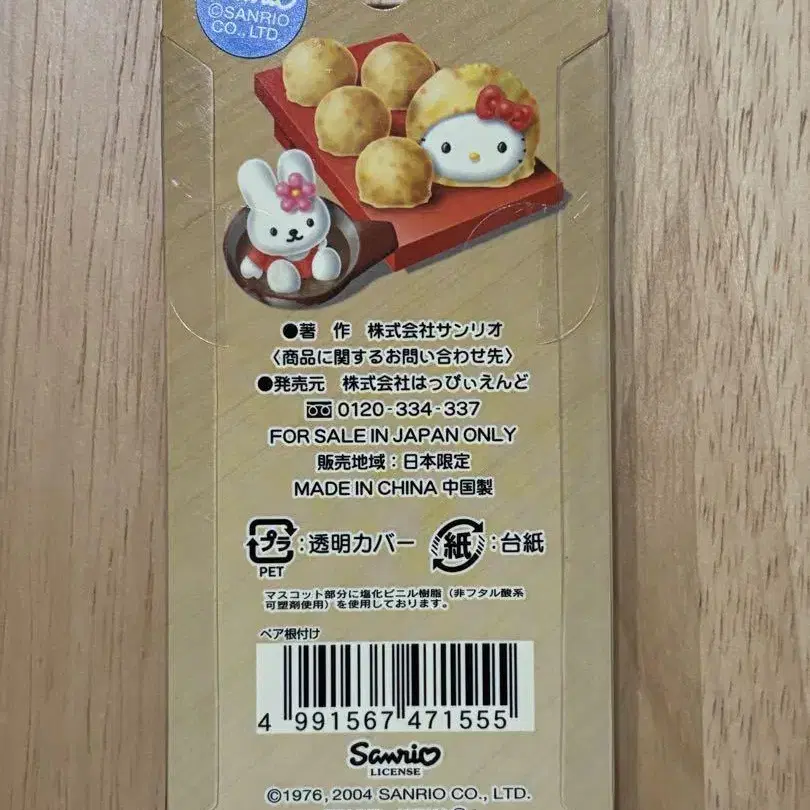 ©SANRIO
CO., LTD.
●著 作 株式会社サンリオ
〈商品に関するお問い合わせ先〉
●発売元 株式会社はっぴぃえんど
0120-334-337
FOR SALE IN JAPAN ONLY
販売地域：日本限定
MADE IN CHINA 中国製
プラ：透明カバー 紙：台紙
PET
マスコット部分に塩化ビニル樹脂（非フタル酸系
可塑剤使用）を使用しております。
ペア根付け
4 991567 471555
Sanrio
LICENSE
©1976, 2004 SANRIO CO., LTD.